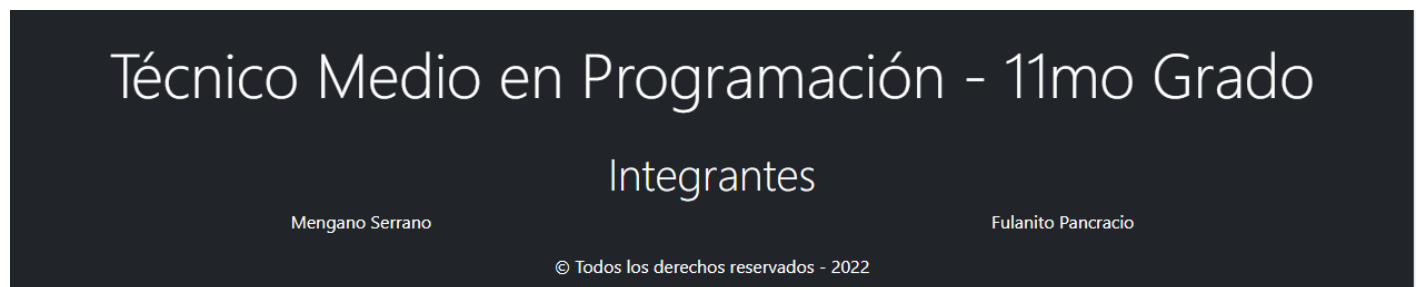 Técnico Medio en Programación - 11mo Grado
Integrantes
Mengano Serrano Fulanito Pancracio
© Todos los derechos reservados - 2022